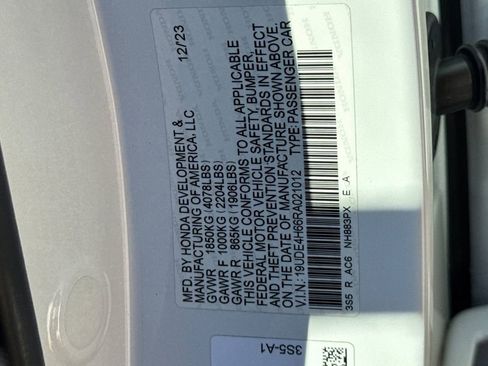 MFD. BY HONDA DEVELOPMENT & 12/23
MANUFACTURING OF AMERICA, LLC
GVWR 1850KG (4078LBS)
GAWR F 1000KG (2204LBS)
GAWR R 865KG (1906LBS)
THIS VEHICLE CONFORMS TO ALL APPLICABLE
FEDERAL MOTOR VEHICLE SAFETY, BUMPER,
AND THEFT PREVENTION STANDARDS IN EFFECT
ON THE DATE OF MANUFACTURE SHOWN ABOVE.
V.I.N.: 19UDE4H66RA021012 TYPE: PASSENGER CAR
3S5 R AC6 NH883PX E A
3S5-A1